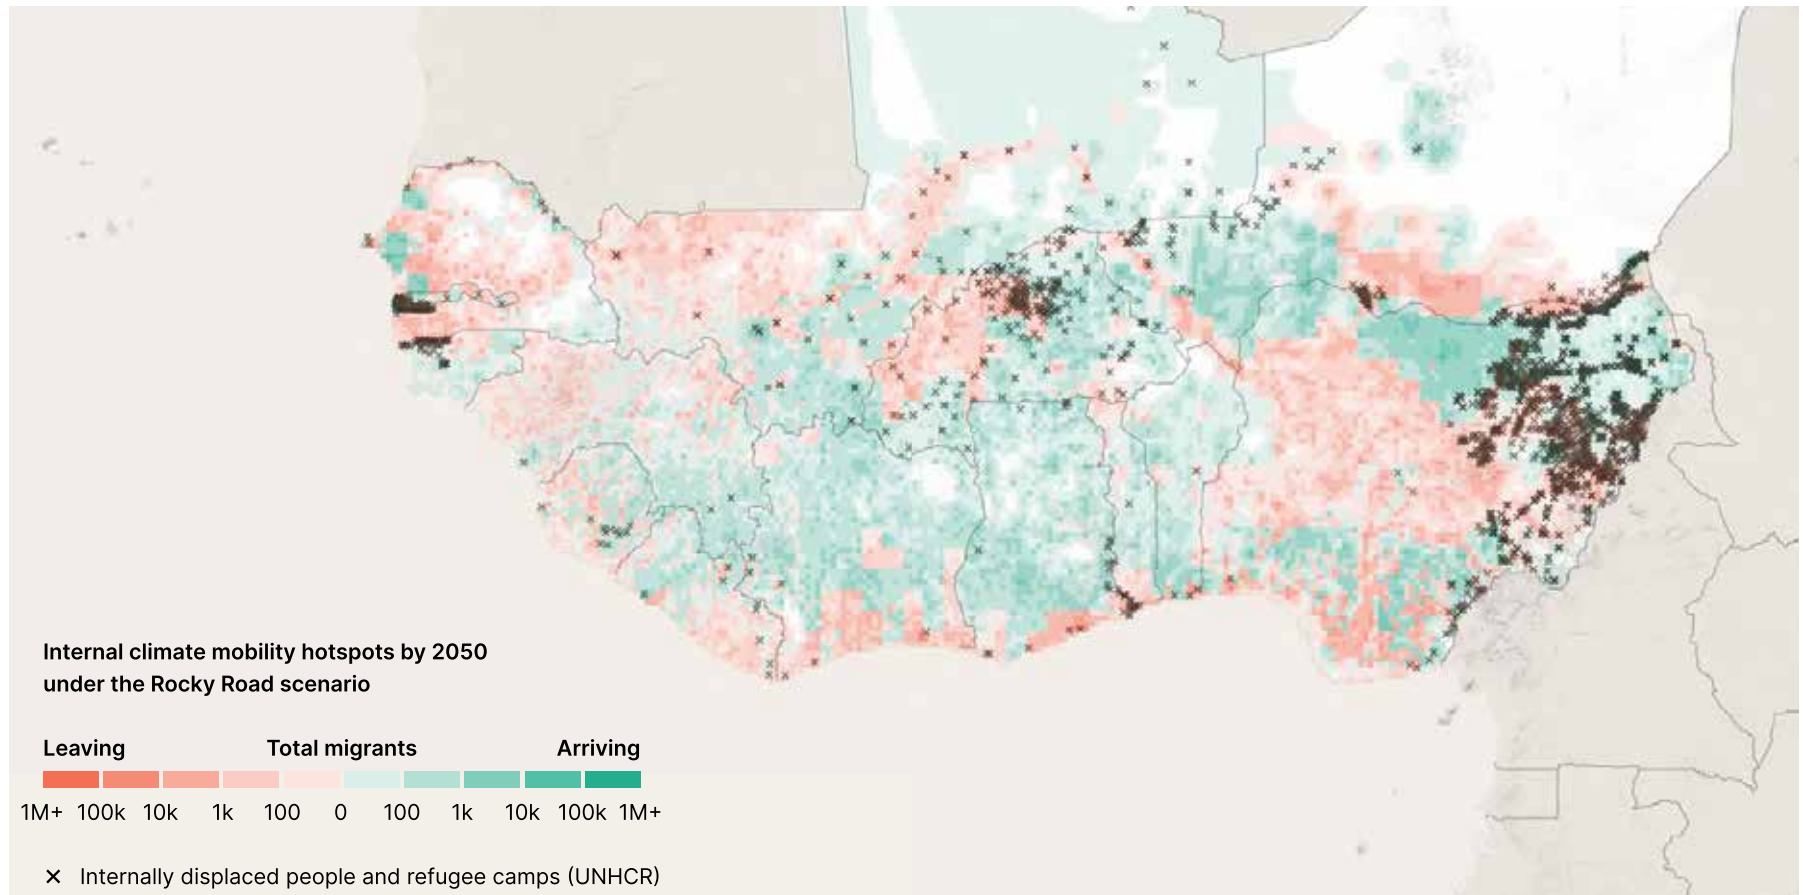 Internal climate mobility hotspots by 2050
under the Rocky Road scenario
Leaving Total migrants Arriving
1M+ 100k 10k 1k 100 0 100 1k 10k 100k 1M+
× Internally displaced people and refugee camps (UNHCR)